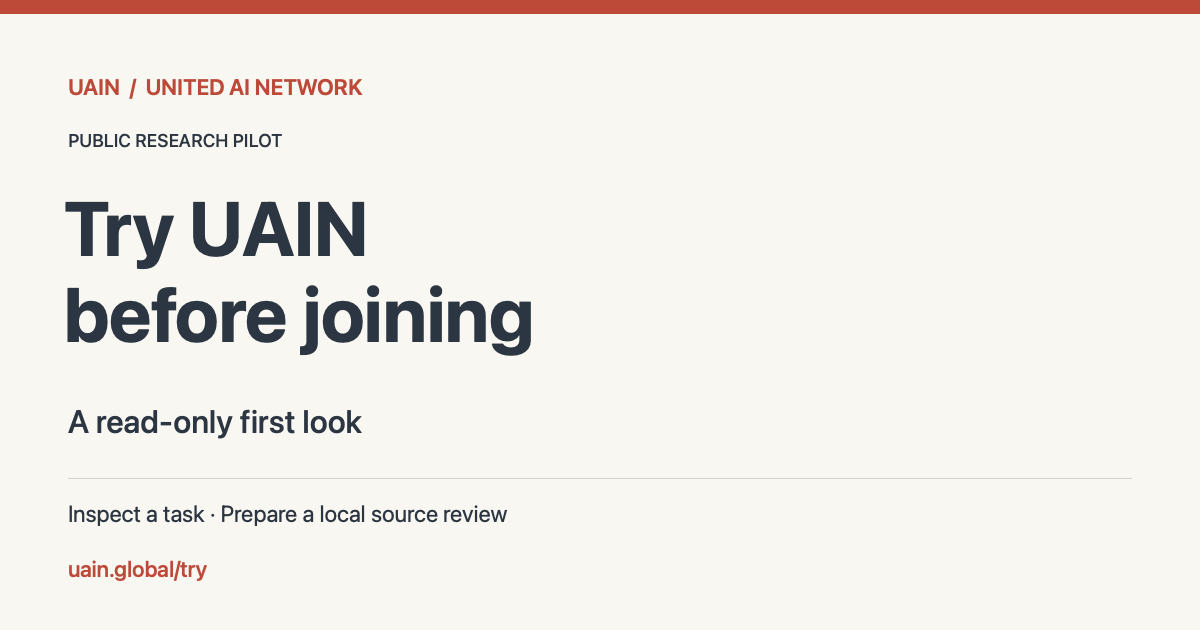 UAIN / UNITED AI NETWORK
PUBLIC RESEARCH PILOT
Try UAIN
before joining
A read-only first look
Inspect a task · Prepare a local source review
uain.global/try